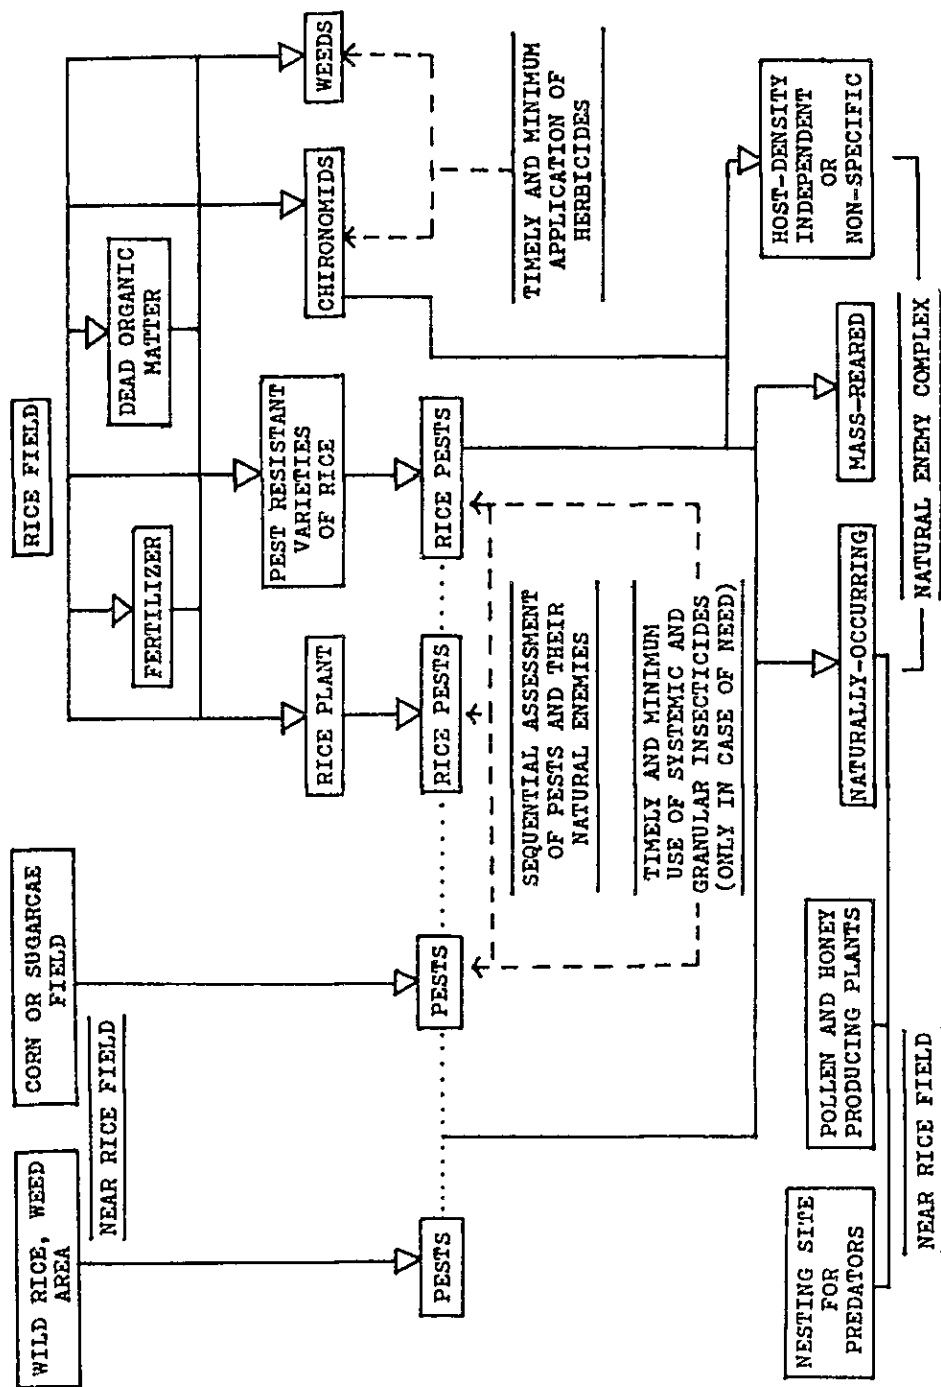 WILD RICE, WEED
AREA
CORN OR SUGARCAE
FIELD
NEAR RICE FIELD
RICE FIELD
FERTILIZER
DEAD ORGANIC
MATTER
RICE PLANT
PEST RESISTANT
VARIETIES
OF RICE
CHIRONOMIDS
WEEDS
PESTS
PESTS
RICE PESTS
RICE PESTS
SEQUENTIAL ASSESSMENT
OF PESTS AND THEIR
NATURAL ENEMIES
TIMELY AND MINIMUM
APPLICATION OF
HERBICIDES
TIMELY AND MINIMUM
USE OF SYSTEMIC AND
GRANULAR INSECTICIDES
(ONLY IN CASE OF NEED)
NESTING SITE
FOR
PREDATORS
POLLEN AND HONEY
PRODUCING PLANTS
NATURALLY-OCCURRING
MASS-REARED
HOST-DENSITY
INDEPENDENT
OR
NON-SPECIFIC
NEAR RICE FIELD
NATURAL ENEMY COMPLEX